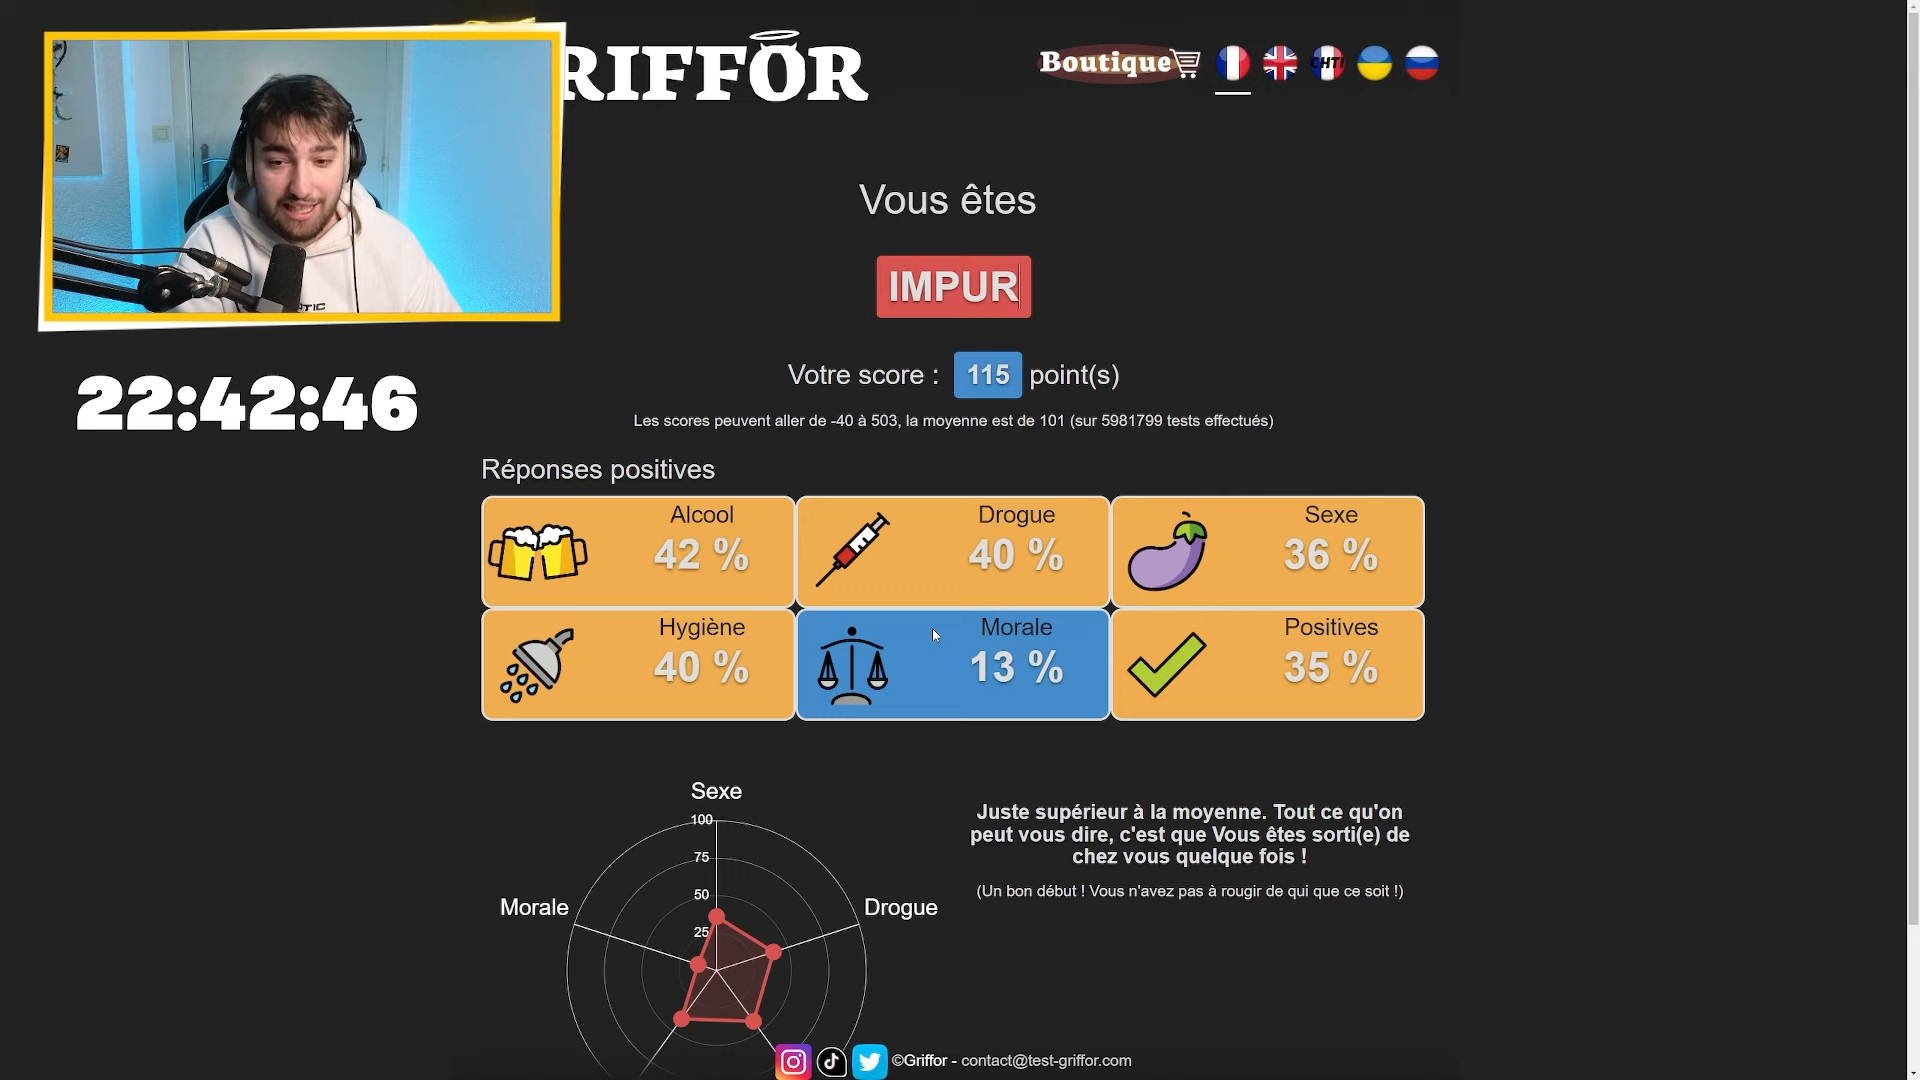 RIFFOR
Boutique
CHTI
Vous êtes
IMPUR
Votre score : 115 point(s)
22:42:46
Les scores peuvent aller de -40 à 503, la moyenne est de 101 (sur 5981799 tests effectués)
Réponses positives
Alcool
42 %
Drogue
40 %
Sexe
36 %
Hygiène
40 %
Morale
13 %
Positives
35 %
Sexe
100
75
50
25
Morale
Drogue
Juste supérieur à la moyenne. Tout ce qu'on
peut vous dire, c'est que Vous êtes sorti(e) de
chez vous quelque fois !
(Un bon début ! Vous n'avez pas à rougir de qui que ce soit !)
©Griffor - contact@test-griffor.com